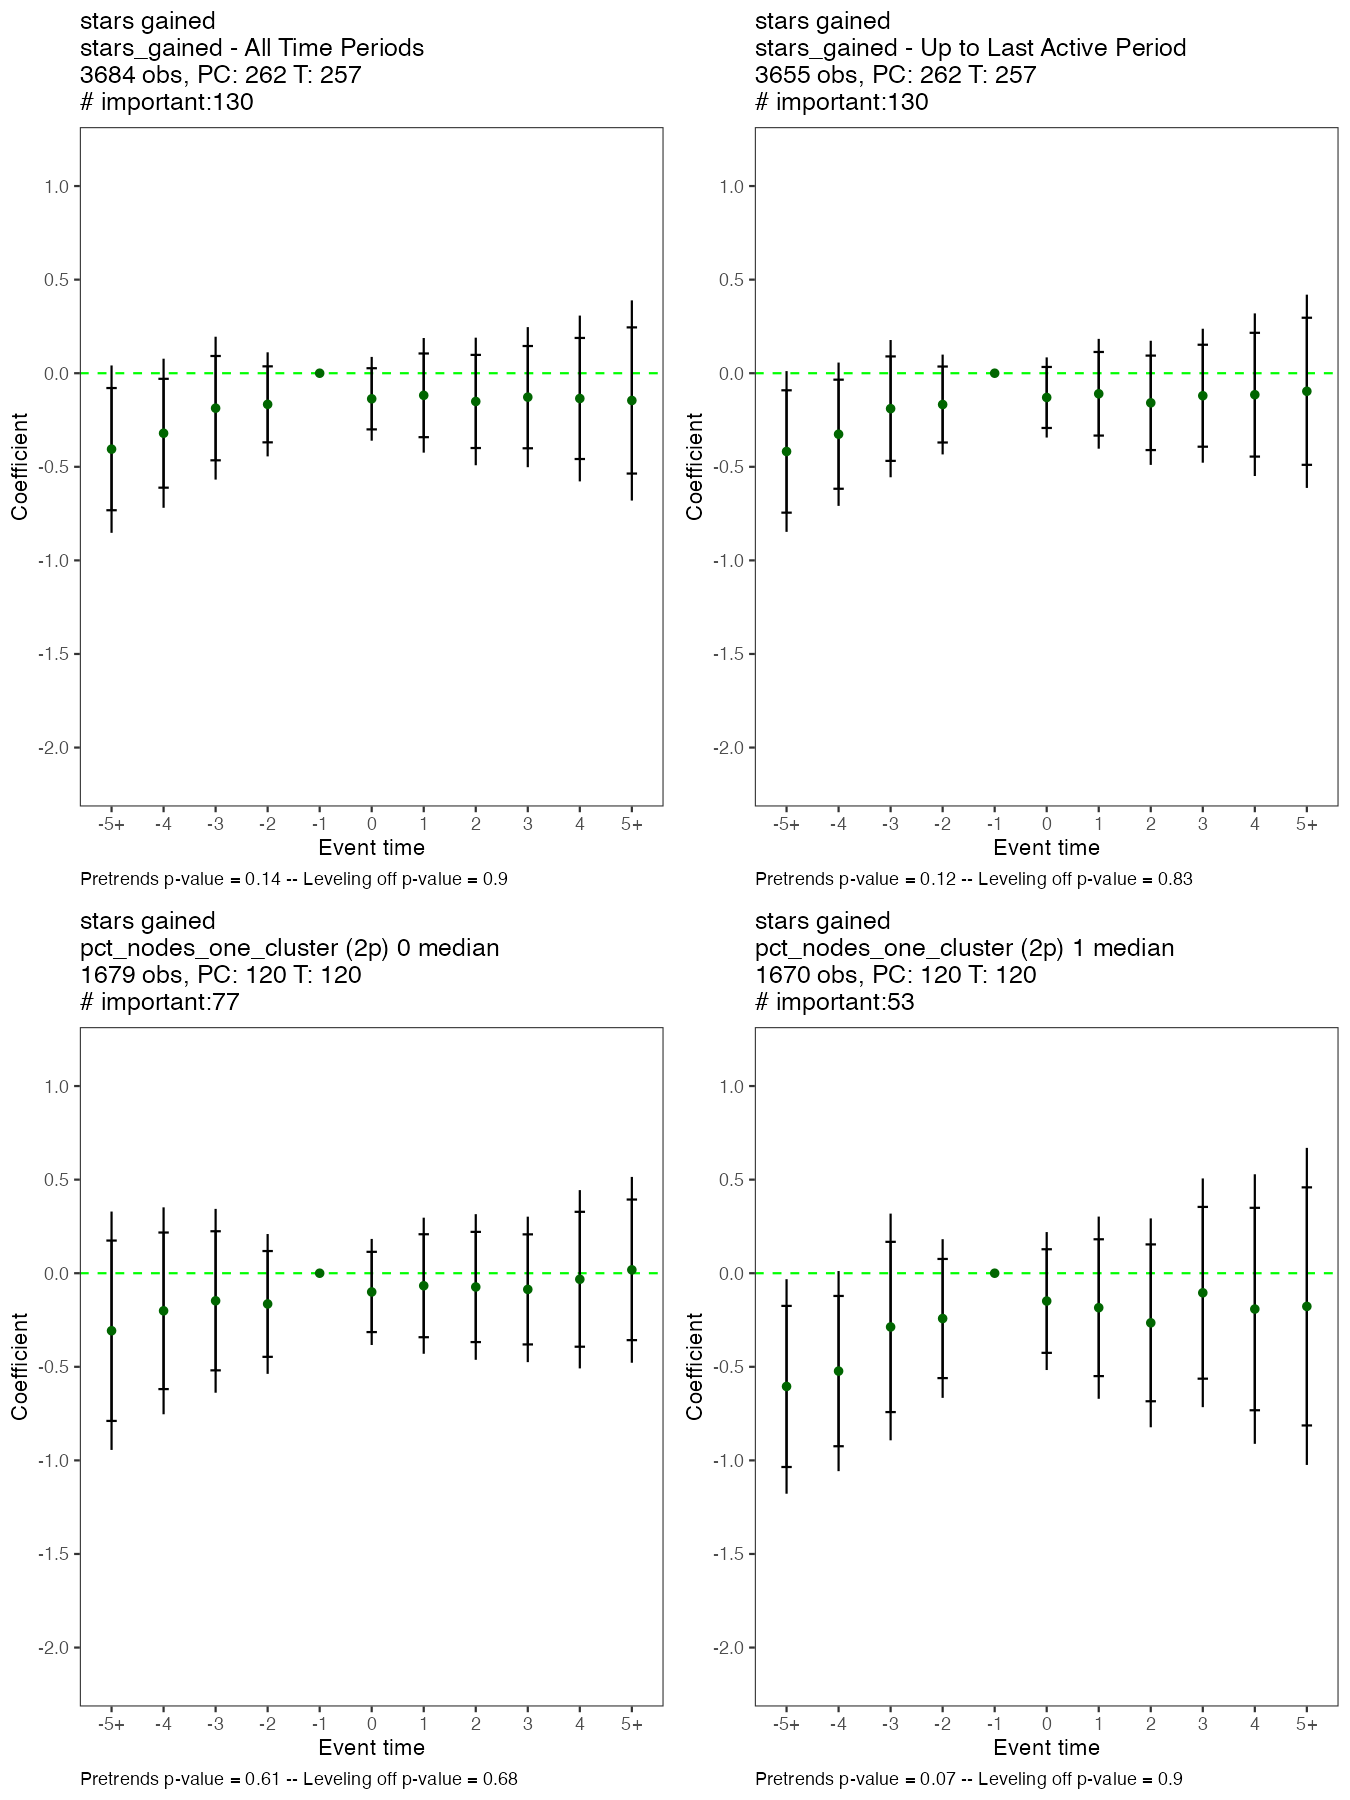 stars gained
stars_gained - All Time Periods
3684 obs, PC: 262 T: 257
# important:130
1.0
0.5
0.0
-0.5
-1.0
-1.5
-2.0
Coefficient
-5+ -4 -3 -2 -1 0 1 2 3 4 5+
Event time
Pretrends p-value = 0.14 -- Leveling off p-value = 0.9
stars gained
stars_gained - Up to Last Active Period
3655 obs, PC: 262 T: 257
# important:130
1.0
0.5
0.0
-0.5
-1.0
-1.5
-2.0
Coefficient
-5+ -4 -3 -2 -1 0 1 2 3 4 5+
Event time
Pretrends p-value = 0.12 -- Leveling off p-value = 0.83
stars gained
pct_nodes_one_cluster (2p) 0 median
1679 obs, PC: 120 T: 120
# important:77
1.0
0.5
0.0
-0.5
-1.0
-1.5
-2.0
Coefficient
-5+ -4 -3 -2 -1 0 1 2 3 4 5+
Event time
Pretrends p-value = 0.61 -- Leveling off p-value = 0.68
stars gained
pct_nodes_one_cluster (2p) 1 median
1670 obs, PC: 120 T: 120
# important:53
1.0
0.5
0.0
-0.5
-1.0
-1.5
-2.0
Coefficient
-5+ -4 -3 -2 -1 0 1 2 3 4 5+
Event time
Pretrends p-value = 0.07 -- Leveling off p-value = 0.9